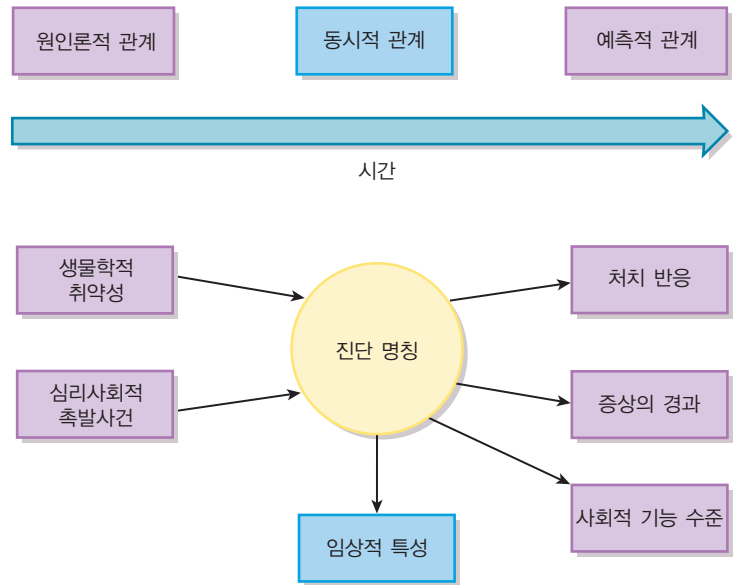 원인론적 관계
동시적 관계
예측적 관계
시간
생물학적
취약성
심리사회적
촉발사건
진단 명칭
처치 반응
증상의 경과
사회적 기능 수준
임상적 특성